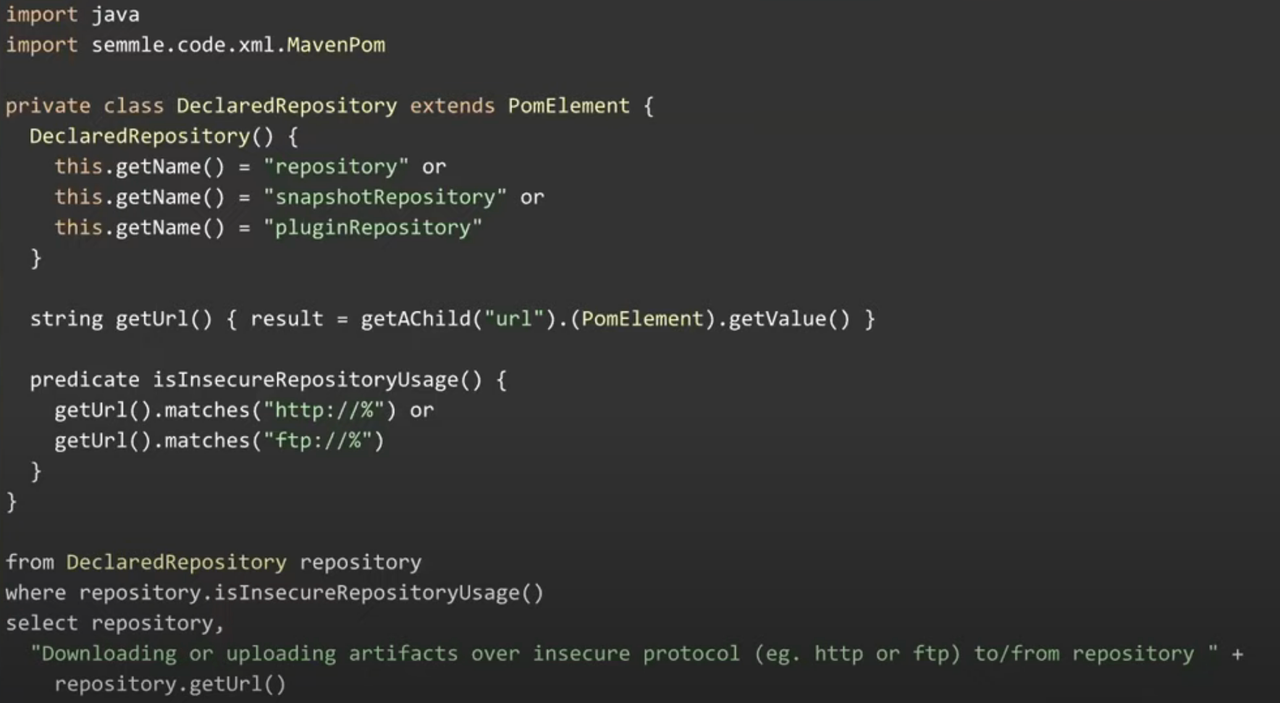 import java
import semmle.code.xml.MavenPom

private class DeclaredRepository extends PomElement {
  DeclaredRepository() {
    this.getName() = "repository" or
    this.getName() = "snapshotRepository" or
    this.getName() = "pluginRepository"
  }

  string getUrl() { result = getAChild("url").(PomElement).getValue() }

  predicate isInsecureRepositoryUsage() {
    getUrl().matches("http://%") or
    getUrl().matches("ftp://%")
  }
}

from DeclaredRepository repository
where repository.isInsecureRepositoryUsage()
select repository,
  "Downloading or uploading artifacts over insecure protocol (eg. http or ftp) to/from repository " +
    repository.getUrl()